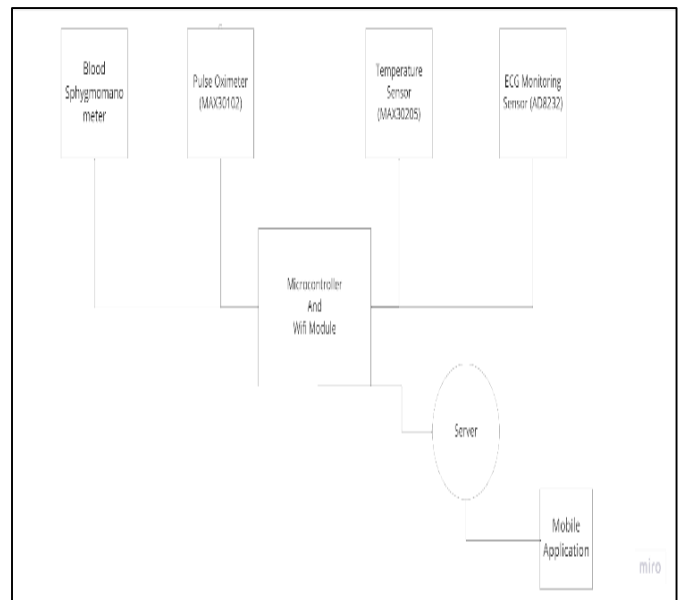 Blood
Sphygmomano
meter
Pulse Oximeter
(MAX30102)
Temperature
Sensor
(MAX30205)
ECG Monitoring
Sensor (AD8232)
Microcontroller
And
Wifi Module
Server
Mobile
Application
miro